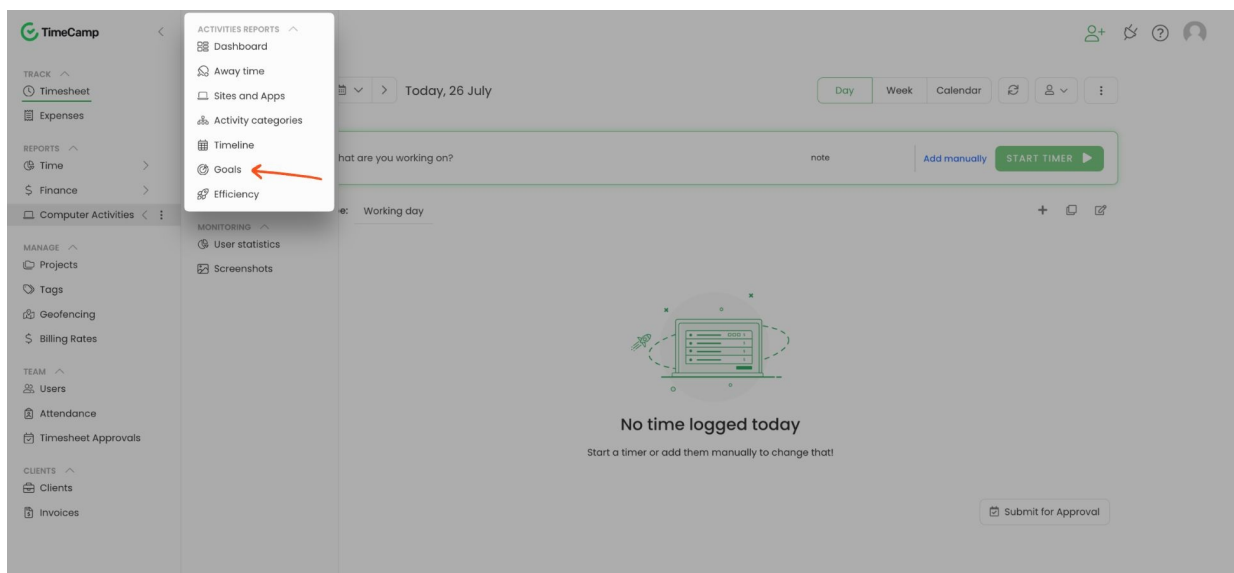 TimeCamp
TRACK
Timesheet
Expenses
REPORTS
Time
Finance
Computer Activities
MANAGE
Projects
Tags
Geofencing
Billing Rates
TEAM
Users
Attendance
Timesheet Approvals
CLIENTS
Clients
Invoices
ACTIVITIES REPORTS
Dashboard
Away time
Sites and Apps
Activity categories
Timeline
Goals
Efficiency
MONITORING
User statistics
Screenshots
Today, 26 July
Day Week Calendar
hat are you working on? note Add manually START TIMER
e: Working day
No time logged today
Start a timer or add them manually to change that!
Submit for Approval